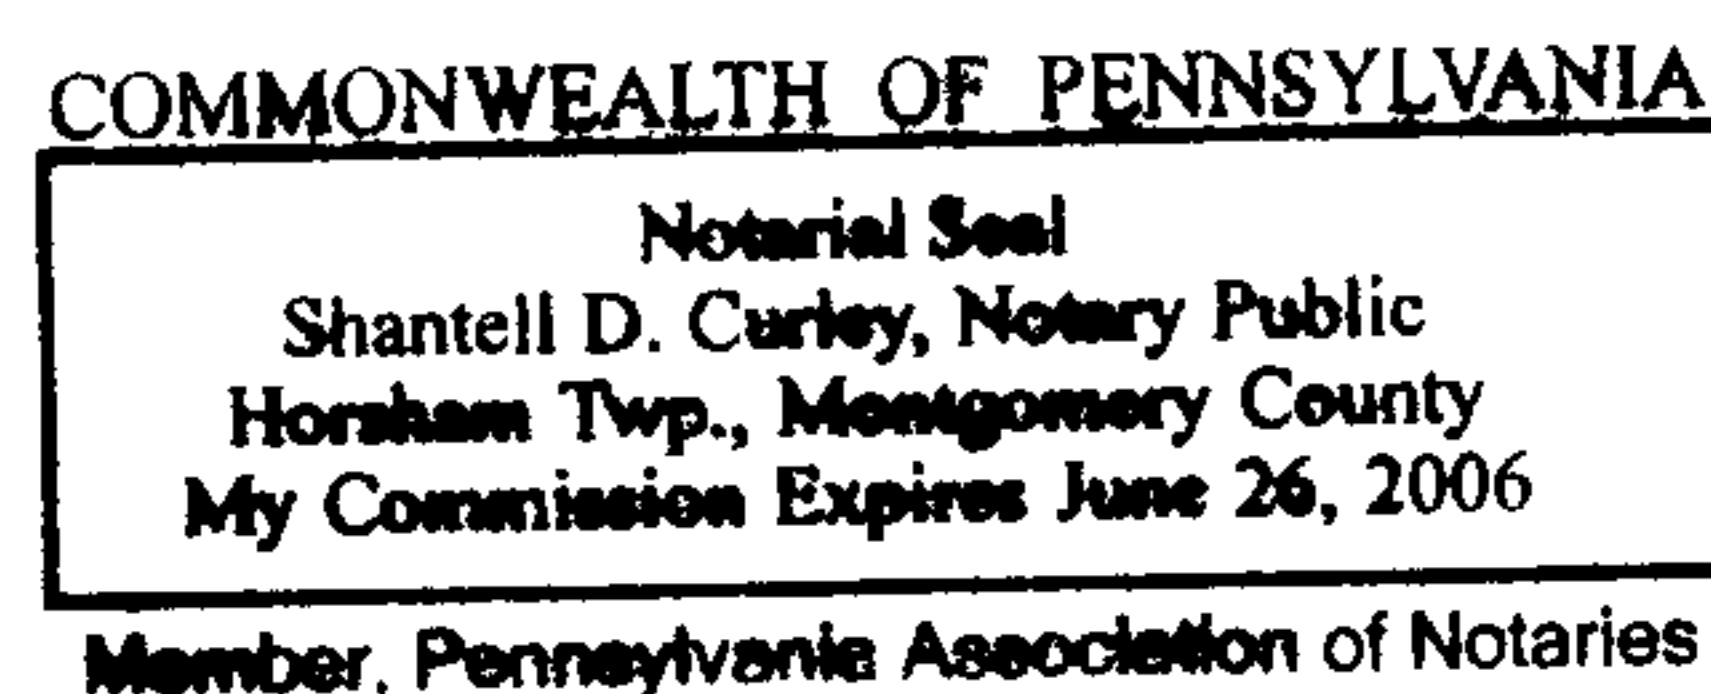 COMMONWEALTH OF PENNSYLVANIA
Notarial Seal
Shantell D. Curley, Notary Public
Horsham Twp., Montgomery County
My Commission Expires June 26, 2006
Member, Pennsylvania Association of Notaries